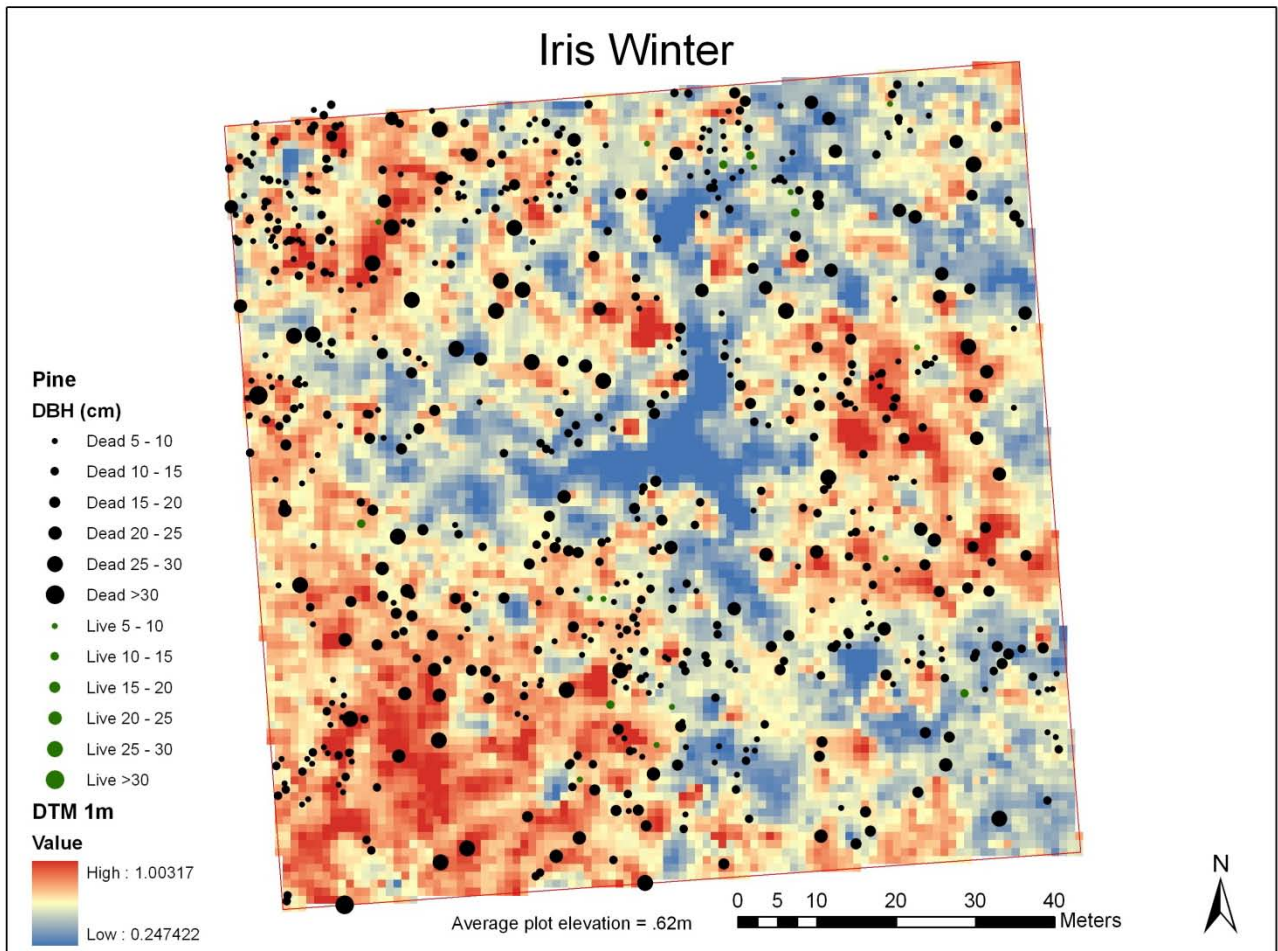 Iris Winter
Pine
DBH (cm)
Dead 5 - 10
Dead 10 - 15
Dead 15 - 20
Dead 20 - 25
Dead 25 - 30
Dead >30
Live 5 - 10
Live 10 - 15
Live 15 - 20
Live 20 - 25
Live 25 - 30
Live >30
DTM 1m
Value
High : 1.00317
Low : 0.247422
Average plot elevation = .62m
0 5 10 20 30 40
Meters
N